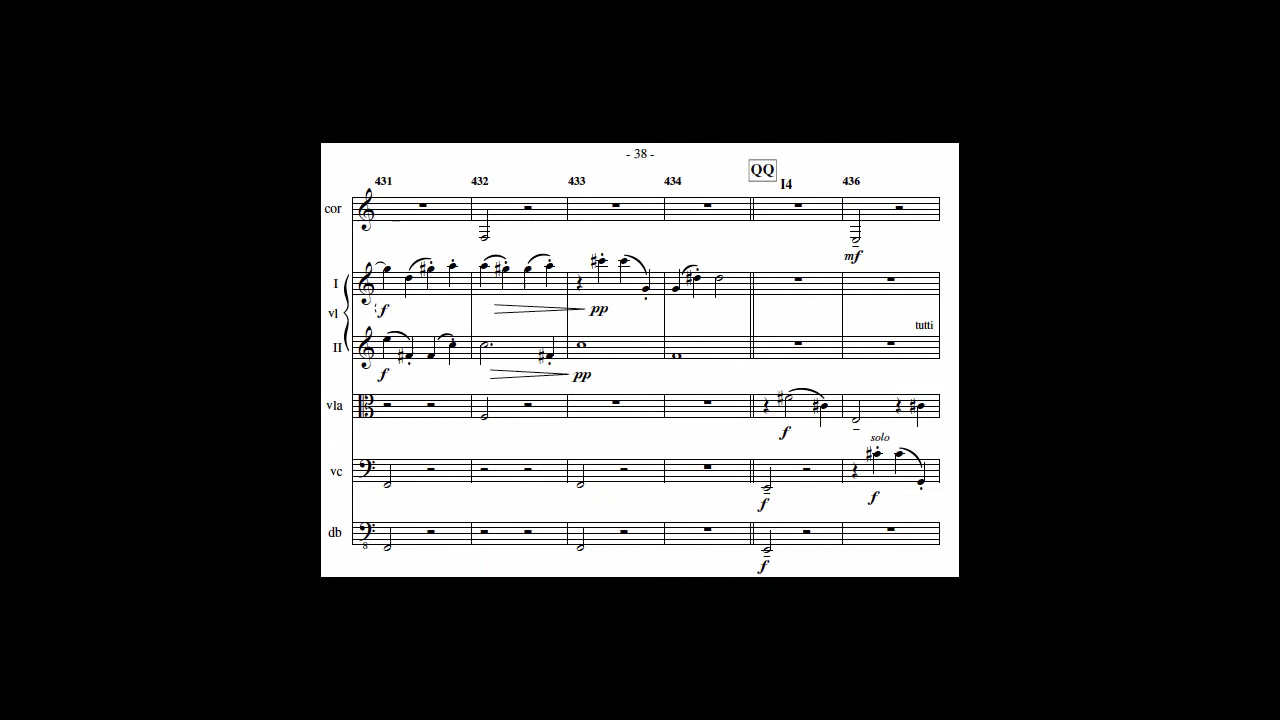 - 38 -
QQ
431 432 433 434 I4 436
cor
mf
I
vl
f pp
tutti
II
f pp
vla
f
solo
vc
f f
db
8
f